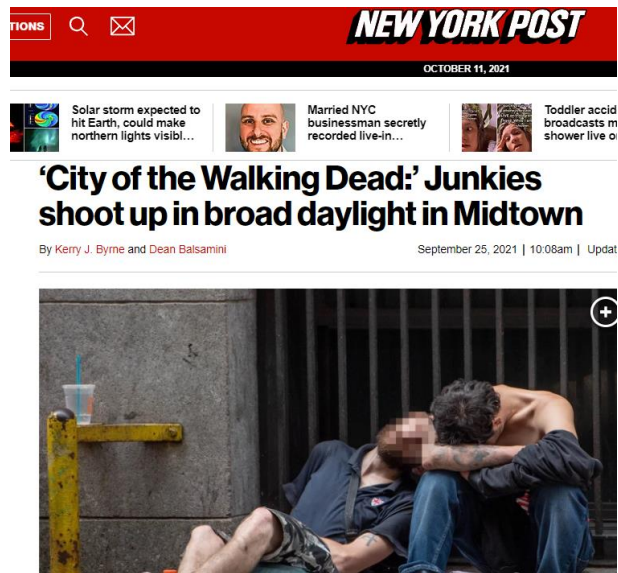 TIONS
NEW YORK POST
OCTOBER 11, 2021
Solar storm expected to
hit Earth, could make
northern lights visibl...
Married NYC
businessman secretly
recorded live-in...
Toddler accid
broadcasts m
shower live o
‘City of the Walking Dead:’ Junkies
shoot up in broad daylight in Midtown
By Kerry J. Byrne and Dean Balsamini
September 25, 2021 | 10:08am | Updat